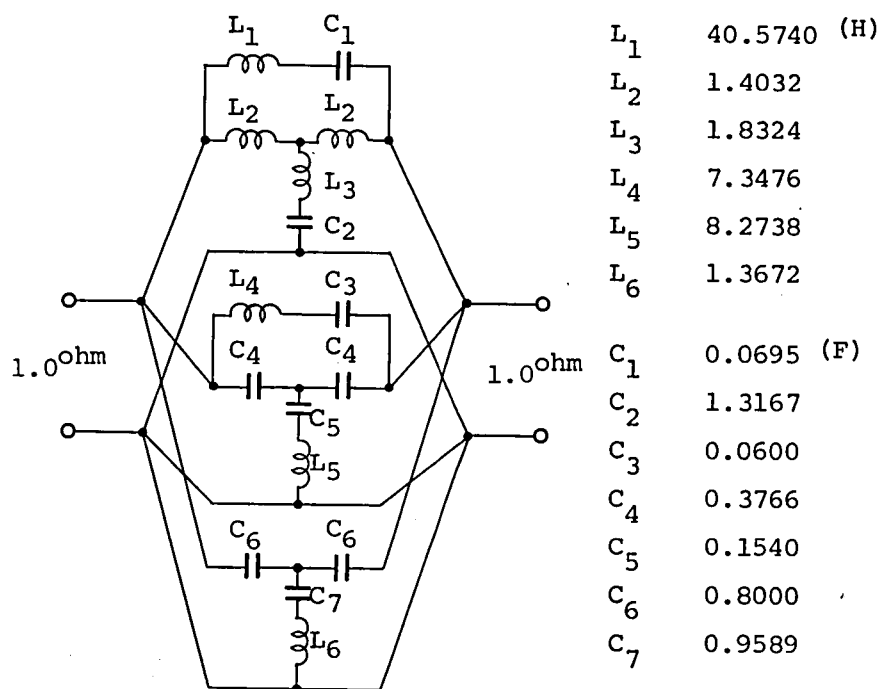 L1 C1
L2 L2
L3
C2
L4 C3
C4 C4
C5
L5
C6 C6
C7
L6
1.0ohm
1.0ohm
L1 40.5740 (H)
L2 1.4032
L3 1.8324
L4 7.3476
L5 8.2738
L6 1.3672
C1 0.0695 (F)
C2 1.3167
C3 0.0600
C4 0.3766
C5 0.1540
C6 0.8000
C7 0.9589